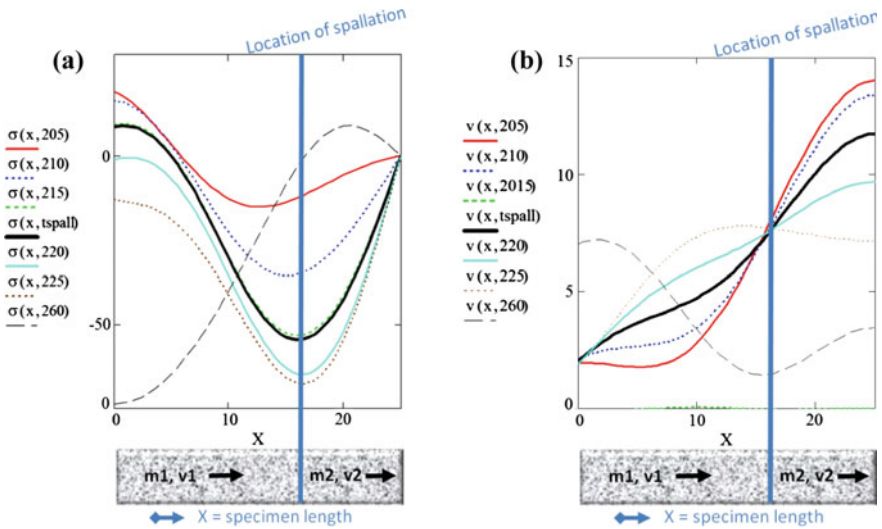 Location of spallation
(a)
σ(x,205)
σ(x,210)
σ(x,215)
σ(x,tspall)
σ(x,220)
σ(x,225)
σ(x,260)
0
-50
0
10
20
X
m1, v1
m2, v2
X = specimen length
Location of spallation
(b)
v(x,205)
v(x,210)
v(x,2015)
v(x,tspall)
v(x,220)
v(x,225)
v(x,260)
15
10
5
0
0
10
20
X
m1, v1
m2, v2
X = specimen length